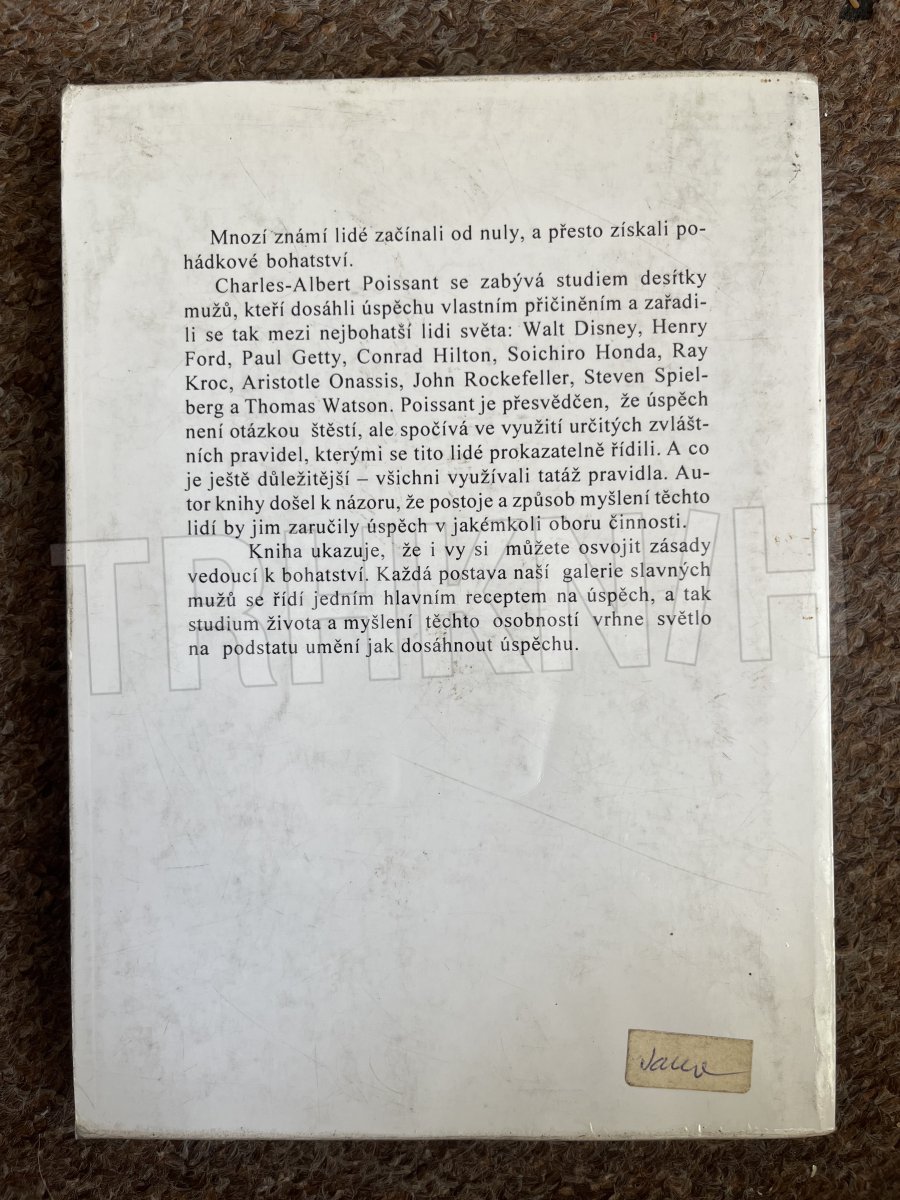 Mnozí známí lidé začínali od nuly, a přesto získali po-
hádkové bohatství.
Charles-Albert Poissant se zabývá studiem desítky
mužů, kteří dosáhli úspěchu vlastním přičiněním a zařadi-
li se tak mezi nejbohatší lidi světa: Walt Disney, Henry
Ford, Paul Getty, Conrad Hilton, Soichiro Honda, Ray
Kroc, Aristotle Onassis, John Rockefeller, Steven Spiel-
berg a Thomas Watson. Poissant je přesvědčen, že úspěch
není otázkou štěstí, ale spočívá ve využití určitých zvlášt-
ních pravidel, kterými se tito lidé prokazatelně řídili. A co
je ještě důležitější – všichni využívali tatáž pravidla. Au-
tor knihy došel k názoru, že postoje a způsob myšlení těchto
lidí by jim zaručily úspěch v jakémkoli oboru činnosti.
Kniha ukazuje, že i vy si můžete osvojit zásady
vedoucí k bohatství. Každá postava naší galerie slavných
mužů se řídí jedním hlavním receptem na úspěch, a tak
studium života a myšlení těchto osobností vrhne světlo
na podstatu umění jak dosáhnout úspěchu.
TRHKNIH